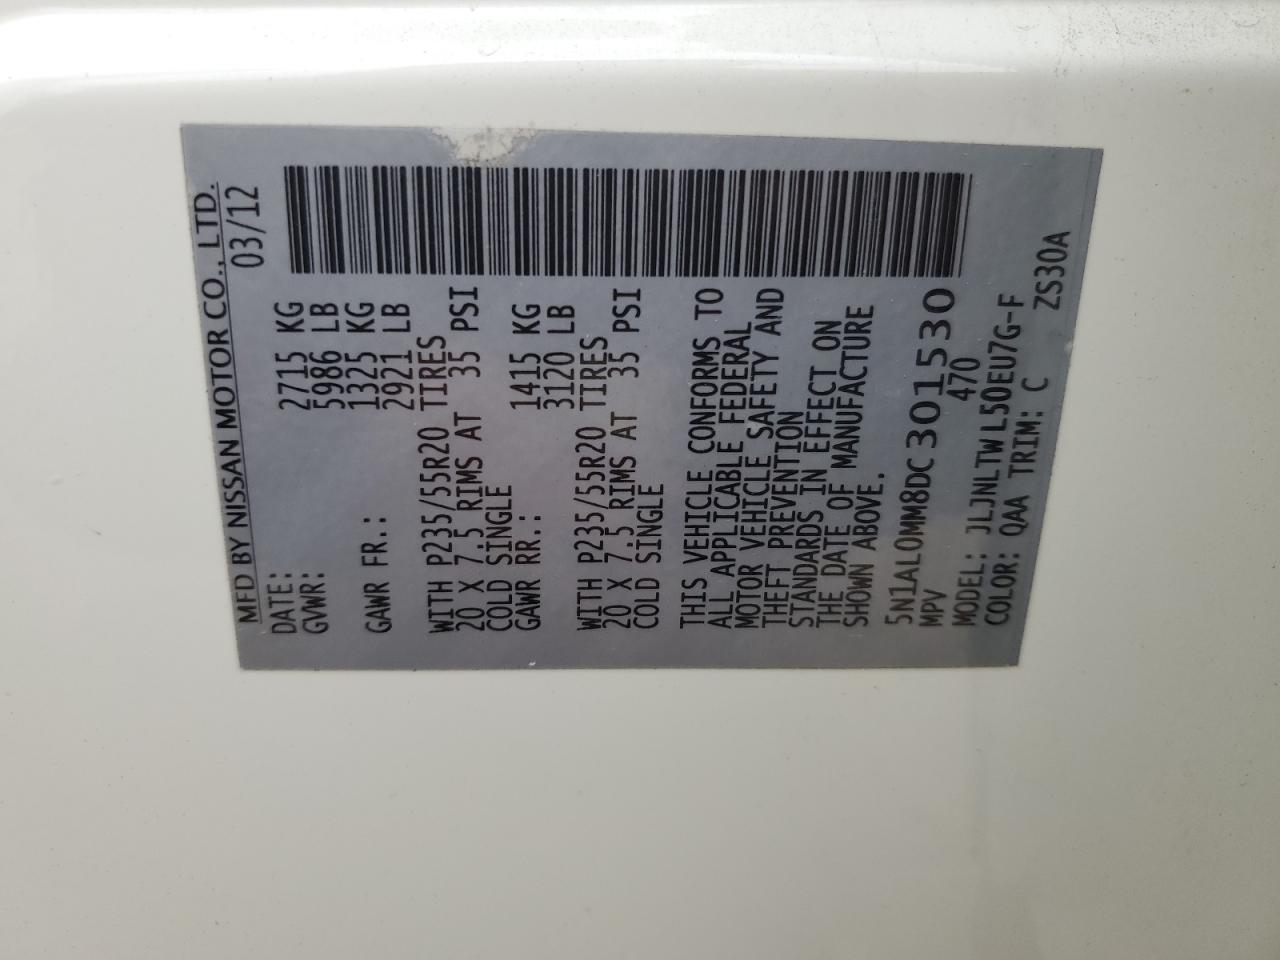 MFD BY NISSAN MOTOR CO., LTD.
DATE: 03/12
GVWR: 2715 KG
5986 LB
GAWR FR.: 1325 KG
2921 LB
WITH P235/55R20 TIRES
20 X 7.5 RIMS AT 35 PSI
COLD SINGLE
GAWR RR.: 1415 KG
3120 LB
WITH P235/55R20 TIRES
20 X 7.5 RIMS AT 35 PSI
COLD SINGLE
THIS VEHICLE CONFORMS TO
ALL APPLICABLE FEDERAL
MOTOR VEHICLE SAFETY AND
THEFT PREVENTION
STANDARDS IN EFFECT ON
THE DATE OF MANUFACTURE
SHOWN ABOVE.
5N1AL0MM8DC301530
MPV 470
MODEL: JLJNLTWL50EU7G-F
COLOR: QAA TRIM: C ZS30A